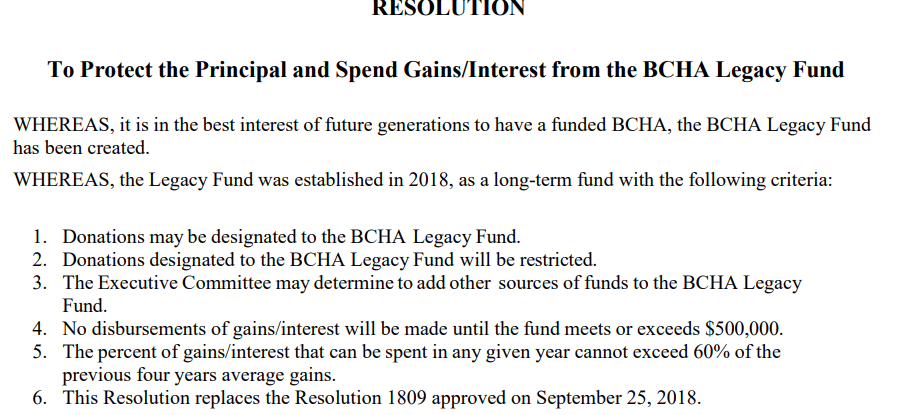 RESOLUTION
To Protect the Principal and Spend Gains/Interest from the BCHA Legacy Fund
WHEREAS, it is in the best interest of future generations to have a funded BCHA, the BCHA Legacy Fund
has been created.
WHEREAS, the Legacy Fund was established in 2018, as a long-term fund with the following criteria:
1. Donations may be designated to the BCHA Legacy Fund.
2. Donations designated to the BCHA Legacy Fund will be restricted.
3. The Executive Committee may determine to add other sources of funds to the BCHA Legacy
Fund.
4. No disbursements of gains/interest will be made until the fund meets or exceeds $500,000.
5. The percent of gains/interest that can be spent in any given year cannot exceed 60% of the
previous four years average gains.
6. This Resolution replaces the Resolution 1809 approved on September 25, 2018.